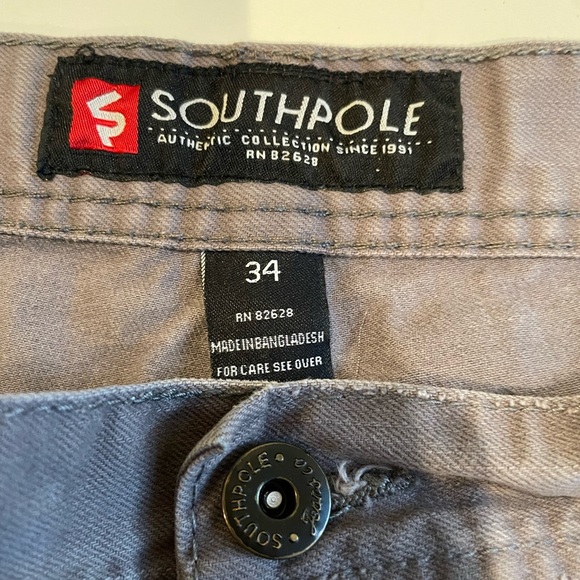 SP SOUTHPOLE
AUTHENTIC COLLECTION SINCE 1991
RN 82628
34
RN 82628
MADE IN BANGLADESH
FOR CARE SEE OVER
SOUTHPOLE
Jeans co